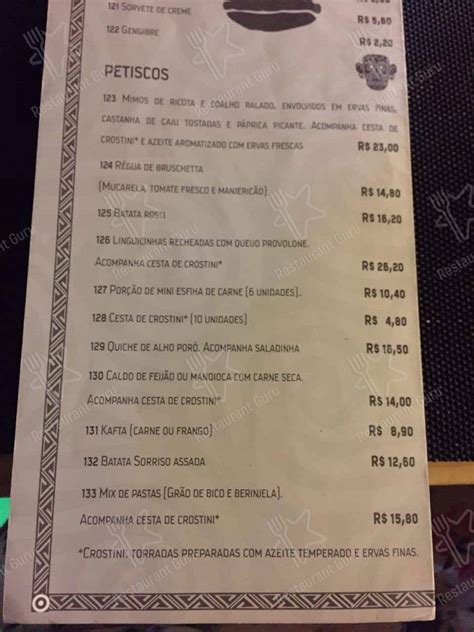 121 Sorvete de creme
R$ 5,60
122 Gengibre
R$ 2,20
PETISCOS
123 Mimos de ricota e coalho ralado, envolvidos em ervas finas,
castanha de caju tostadas e páprica picante. Acompanha cesta de
crostini* e azeite aromatizado com ervas frescas R$ 23,00
124 Régua de bruschetta
(Mucarela, tomate fresco e manjericão) R$ 14,80
125 Batata rosti R$ 16,20
126 Linguicinhas recheadas com queijo provolone.
Acompanha cesta de crostini* R$ 26,20
127 Porção de mini esfiha de carne (6 unidades). R$ 10,40
128 Cesta de crostini* (10 unidades) R$ 4,80
129 Quiche de alho porô. Acompanha saladinha R$ 16,50
130 Caldo de feijão ou mandioca com carne seca.
Acompanha cesta de crostini* R$ 14,00
131 Kafta (carne ou frango) R$ 8,90
132 Batata Sorriso assada R$ 12,60
133 Mix de pastas (Grão de bico e berinjela).
Acompanha cesta de crostini* R$ 15,80
*Crostini, torradas preparadas com azeite temperado e ervas finas.
Restaurant Guru